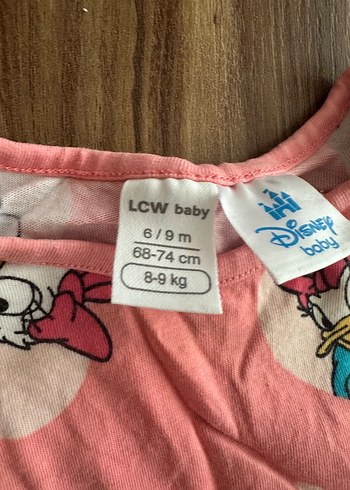 LCW baby
6 / 9 m
68-74 cm
8-9 kg
Disney
baby